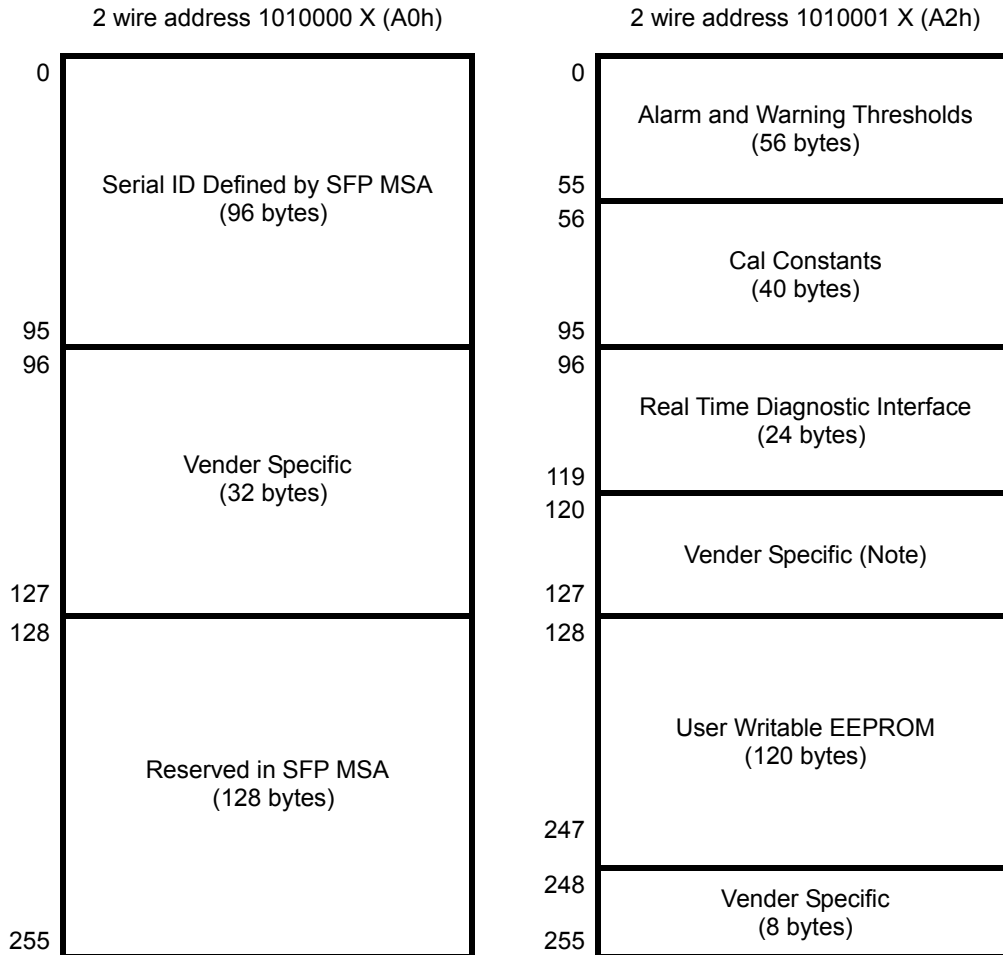 2 wire address 1010000 X (A0h)
0
Serial ID Defined by SFP MSA
(96 bytes)
95
96
Vender Specific
(32 bytes)
127
128
Reserved in SFP MSA
(128 bytes)
255
2 wire address 1010001 X (A2h)
0
Alarm and Warning Thresholds
(56 bytes)
55
56
Cal Constants
(40 bytes)
95
96
Real Time Diagnostic Interface
(24 bytes)
119
120
Vender Specific (Note)
127
128
User Writable EEPROM
(120 bytes)
247
248
Vender Specific
(8 bytes)
255